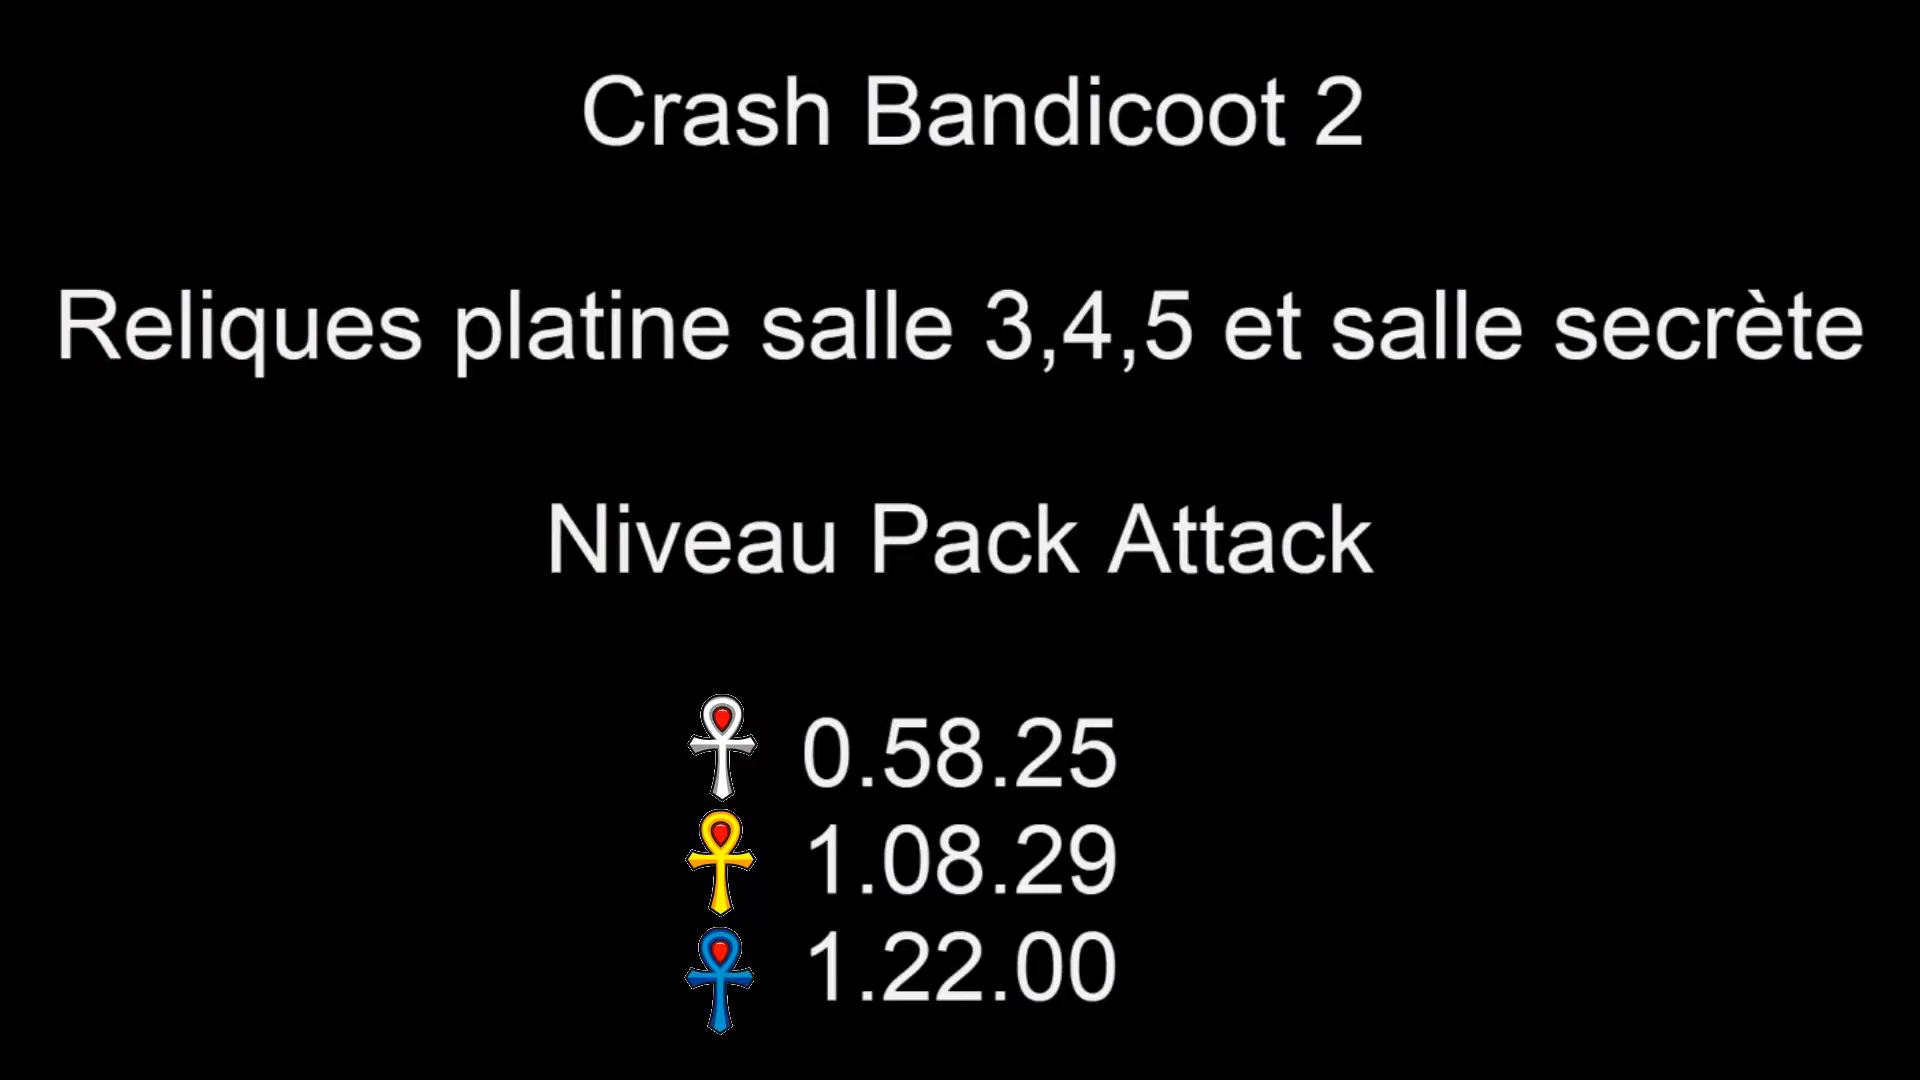 Crash Bandicoot 2
Reliques platine salle 3,4,5 et salle secrète
Niveau Pack Attack
0.58.25
1.08.29
1.22.00